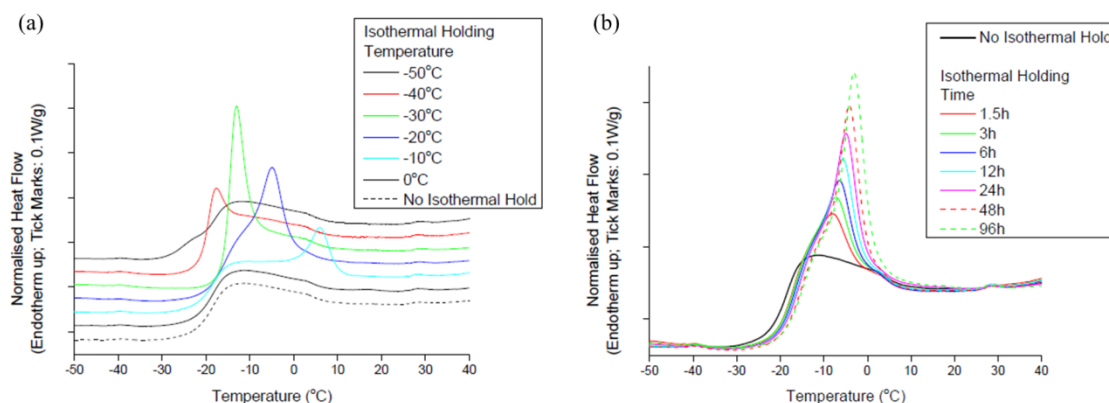 (a)
Normalised Heat Flow
(Endotherm up; Tick Marks: 0.1W/g)
Isothermal Holding
Temperature
-50°C
-40°C
-30°C
-20°C
-10°C
0°C
No Isothermal Hold
-50 -40 -30 -20 -10 0 10 20 30 40
Temperature (°C)
(b)
Normalised Heat Flow
(Endotherm up; Tick Marks: 0.1W/g)
No Isothermal Hold
Isothermal Holding
Time
1.5h
3h
6h
12h
24h
48h
96h
-50 -40 -30 -20 -10 0 10 20 30 40
Temperature (°C)